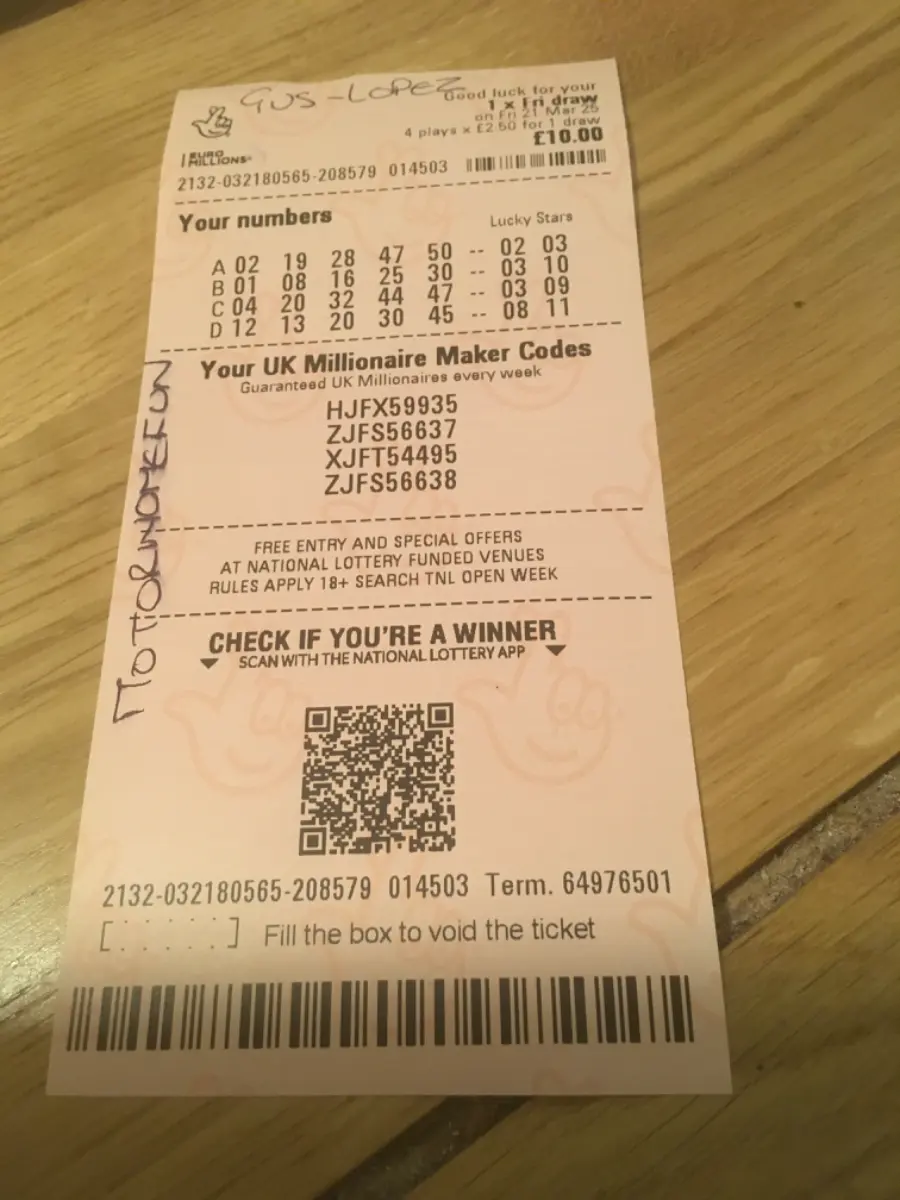 GUS - LOPEZ
Good luck for your
1 x Fri draw
on Fri 21 Mar 25
4 plays x £2.50 for 1 draw
£10.00
EURO
MILLIONS
2132-032180565-208579 014503
Your numbers
Lucky Stars
A 02 19 28 47 50 -- 02 03
B 01 08 16 25 30 -- 03 10
C 04 20 32 44 47 -- 03 09
D 12 13 20 30 45 -- 08 11
Your UK Millionaire Maker Codes
Guaranteed UK Millionaires every week
HJFX59935
ZJFS56637
XJFT54495
ZJFS56638
MOTORHOMEFUN
FREE ENTRY AND SPECIAL OFFERS
AT NATIONAL LOTTERY FUNDED VENUES
RULES APPLY 18+ SEARCH TNL OPEN WEEK
CHECK IF YOU'RE A WINNER
SCAN WITH THE NATIONAL LOTTERY APP
2132-032180565-208579 014503 Term. 64976501
Fill the box to void the ticket